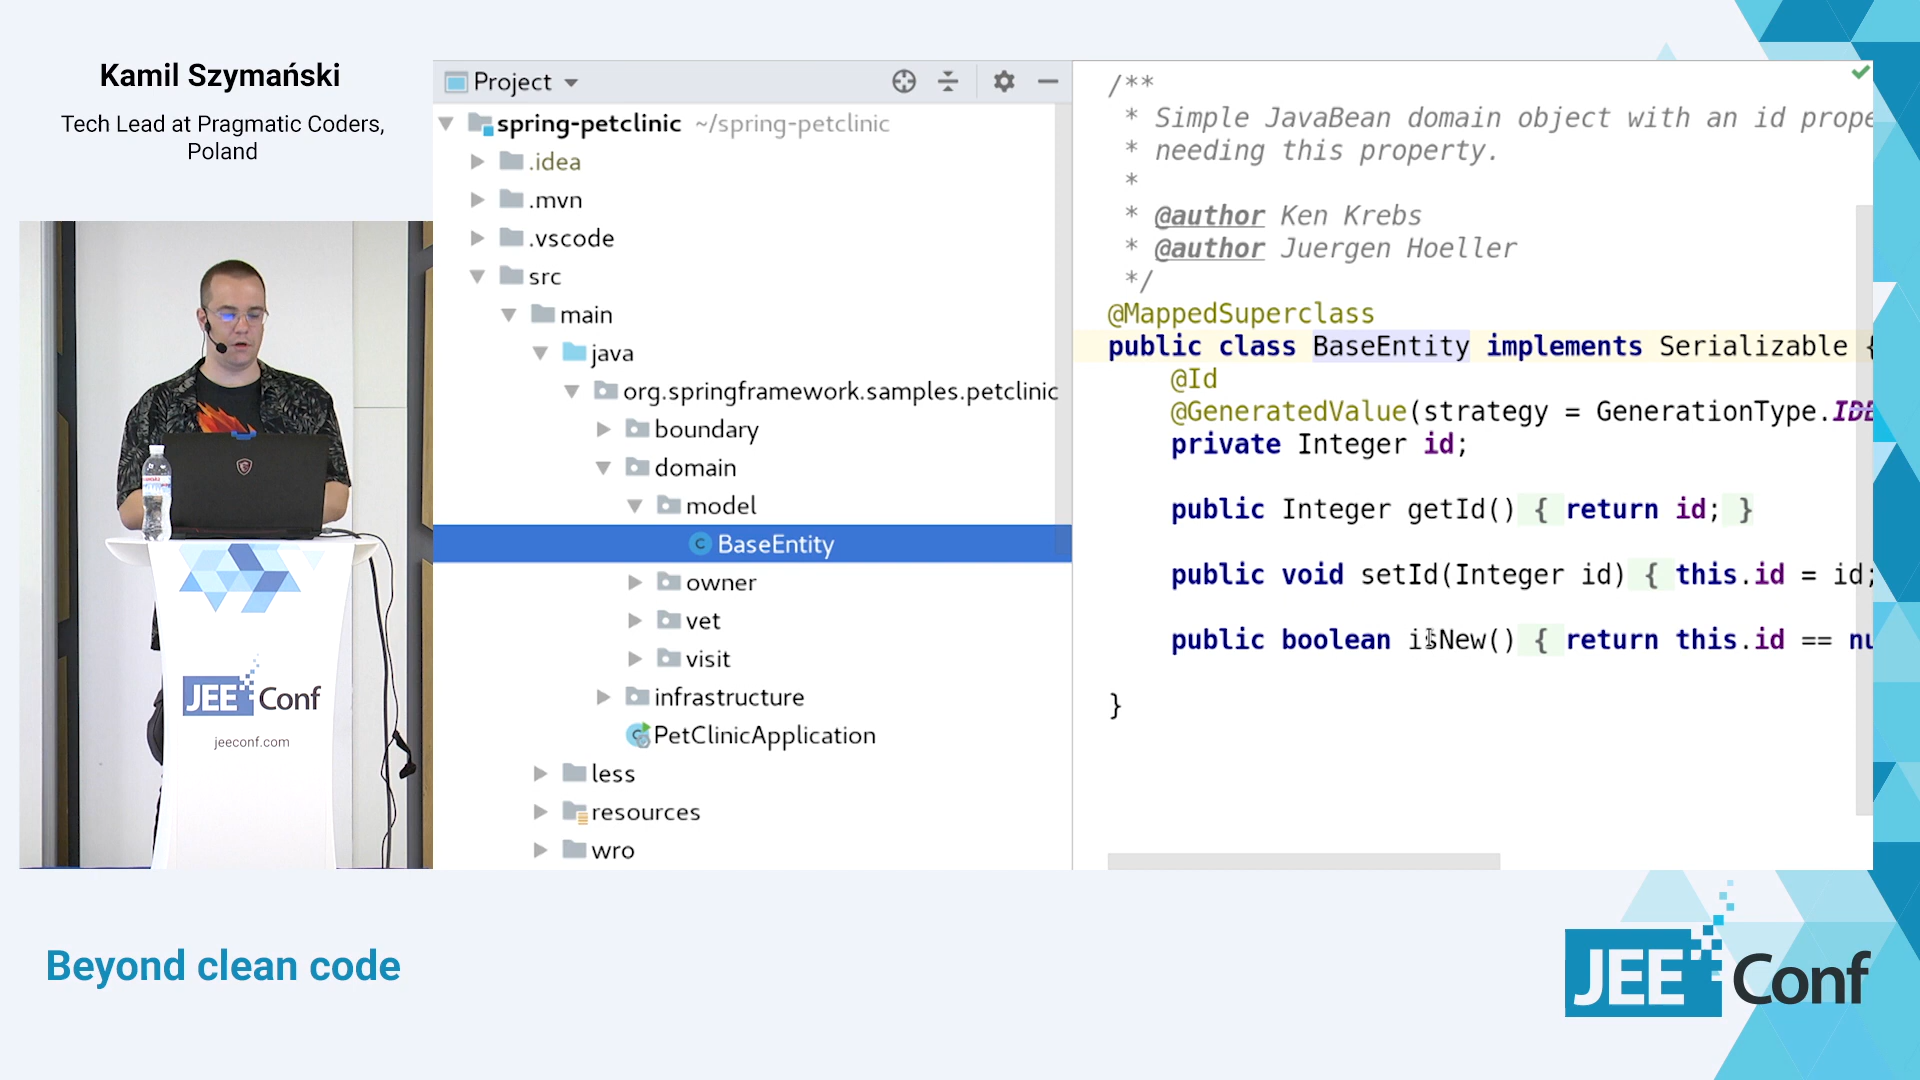 Kamil Szymański
Tech Lead at Pragmatic Coders,
Poland
Project
spring-petclinic ~/spring-petclinic
.idea
.mvn
.vscode
src
main
java
org.springframework.samples.petclinic
boundary
domain
model
BaseEntity
owner
vet
visit
infrastructure
PetClinicApplication
less
resources
wro
/**
* Simple JavaBean domain object with an id prope
* needing this property.
*
* @author Ken Krebs
* @author Juergen Hoeller
*/
@MappedSuperclass
public class BaseEntity implements Serializable {
@Id
@GeneratedValue(strategy = GenerationType.IDE
private Integer id;
public Integer getId() { return id; }
public void setId(Integer id) { this.id = id;
public boolean isNew() { return this.id == nu
}
JEE Conf
jeeconf.com
Beyond clean code
JEE Conf